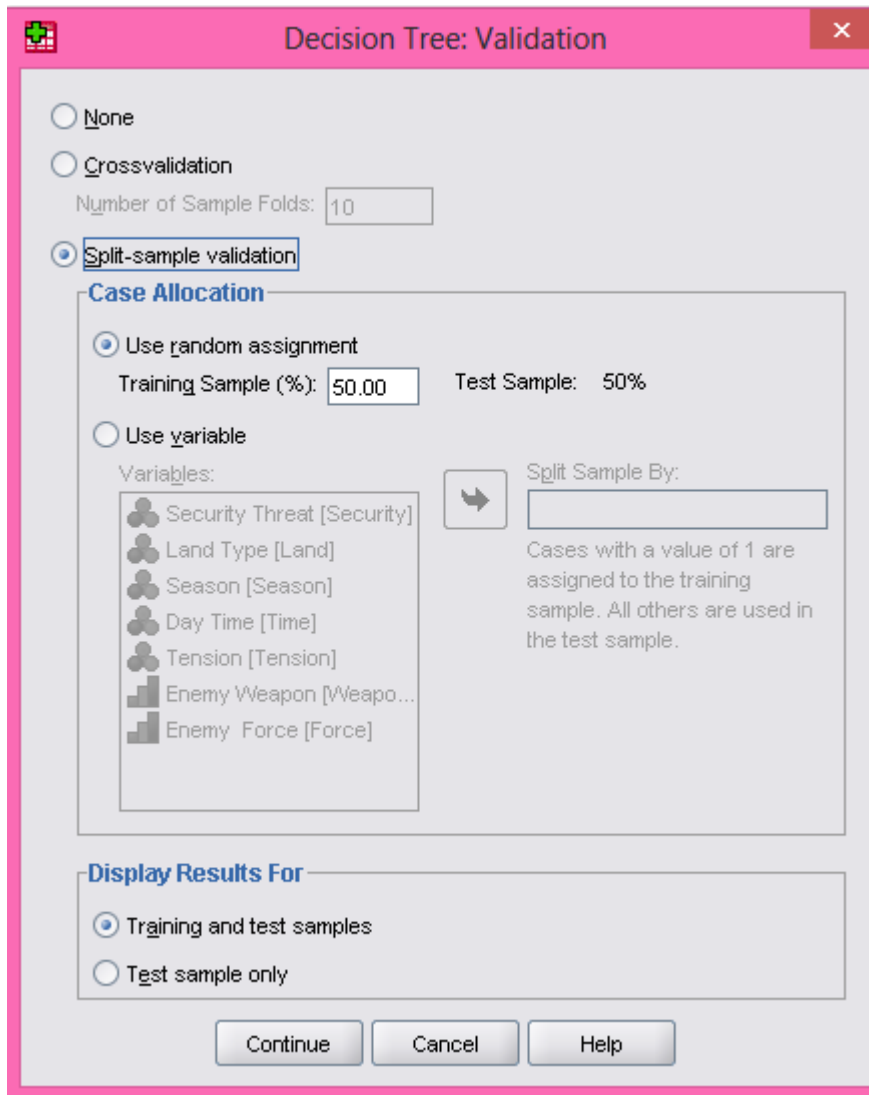 Decision Tree: Validation
None
Crossvalidation
Number of Sample Folds: 10
Split-sample validation
Case Allocation
Use random assignment
Training Sample (%): 50.00 Test Sample: 50%
Use variable
Variables:
Security Threat [Security]
Land Type [Land]
Season [Season]
Day Time [Time]
Tension [Tension]
Enemy Weapon [Weapo...
Enemy Force [Force]
Split Sample By:
Cases with a value of 1 are
assigned to the training
sample. All others are used in
the test sample.
Display Results For
Training and test samples
Test sample only
Continue Cancel Help